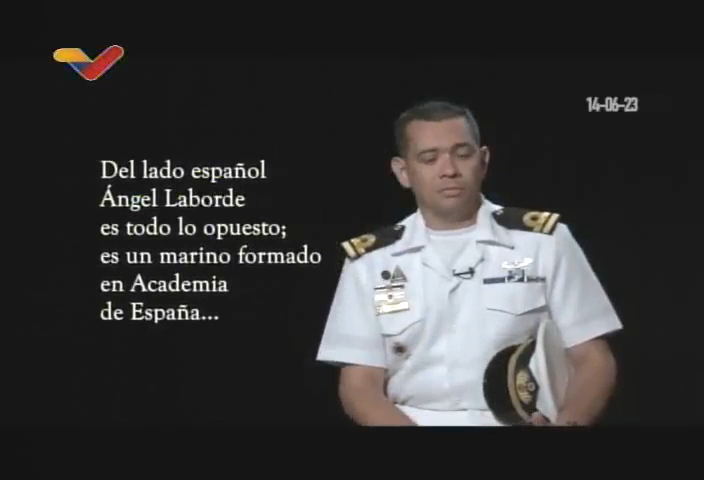 14-06-23
Del lado español
Ángel Laborde
es todo lo opuesto;
es un marino formado
en Academia
de España...